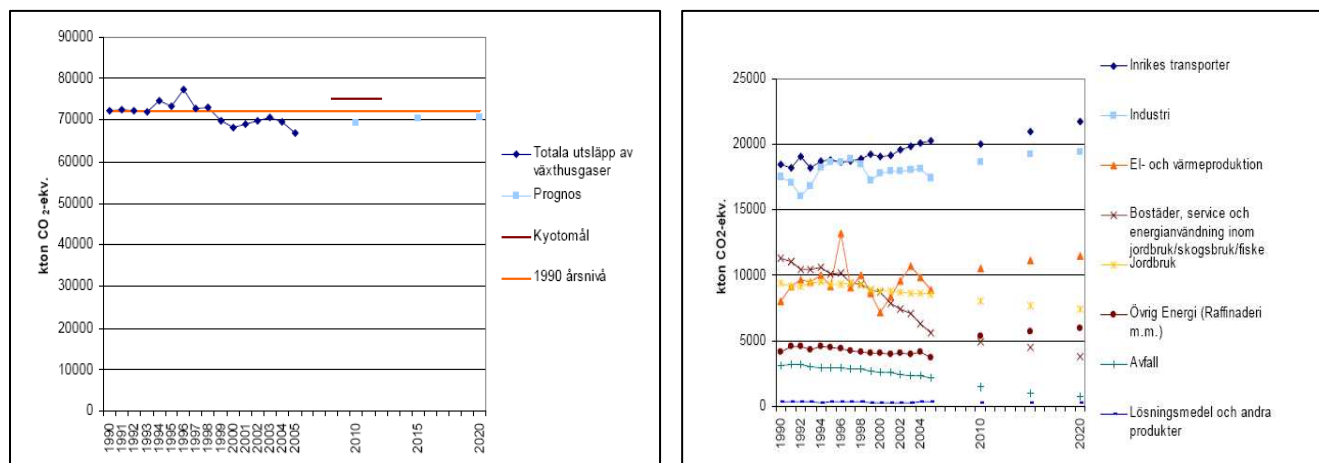 90000
80000
70000
60000
50000
40000
30000
20000
10000
0
kton CO 2-ekv.
1990
1991
1992
1993
1994
1995
1996
1997
1998
1999
2000
2001
2002
2003
2004
2005
2010
2015
2020
Totala utsläpp av
växthusgaser
Prognos
Kyotomål
1990 årsnivå
25000
20000
15000
10000
5000
0
kton CO2-ekv.
1990
1992
1994
1996
1998
2000
2002
2004
2010
2020
Inrikes transporter
Industri
El- och värmeproduktion
Bostäder, service och
energianvändning inom
jordbruk/skogsbruk/fiske
Jordbruk
Övrig Energi (Raffinaderi
m.m.)
Avfall
Lösningsmedel och andra
produkter